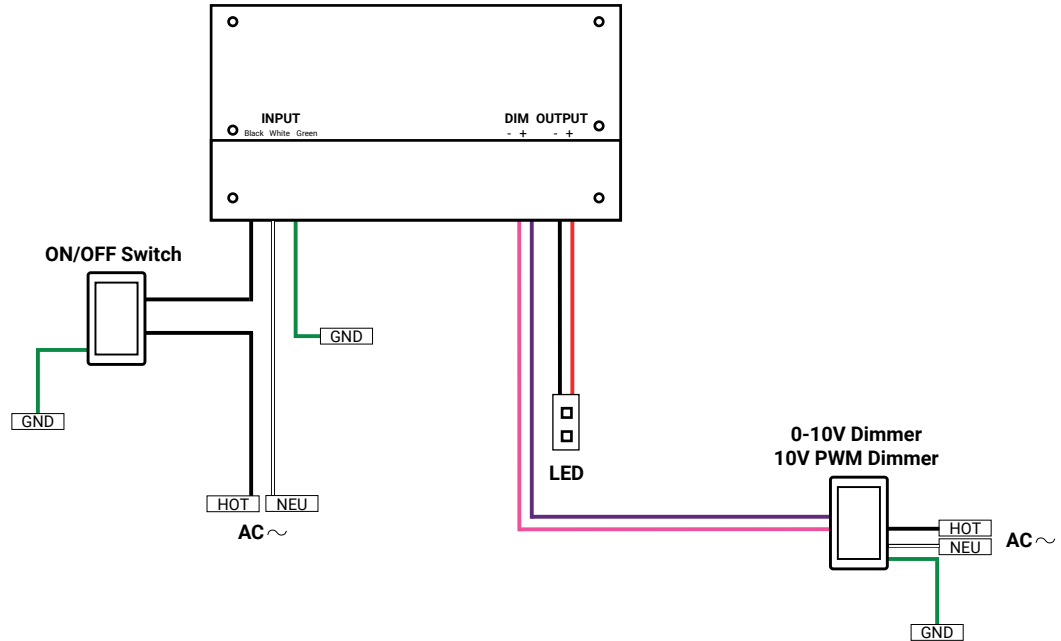 INPUT
Black White Green
DIM OUTPUT
- + - +
ON/OFF Switch
GND
GND
HOT NEU
AC ~
LED
0-10V Dimmer
10V PWM Dimmer
HOT
NEU
AC ~
GND